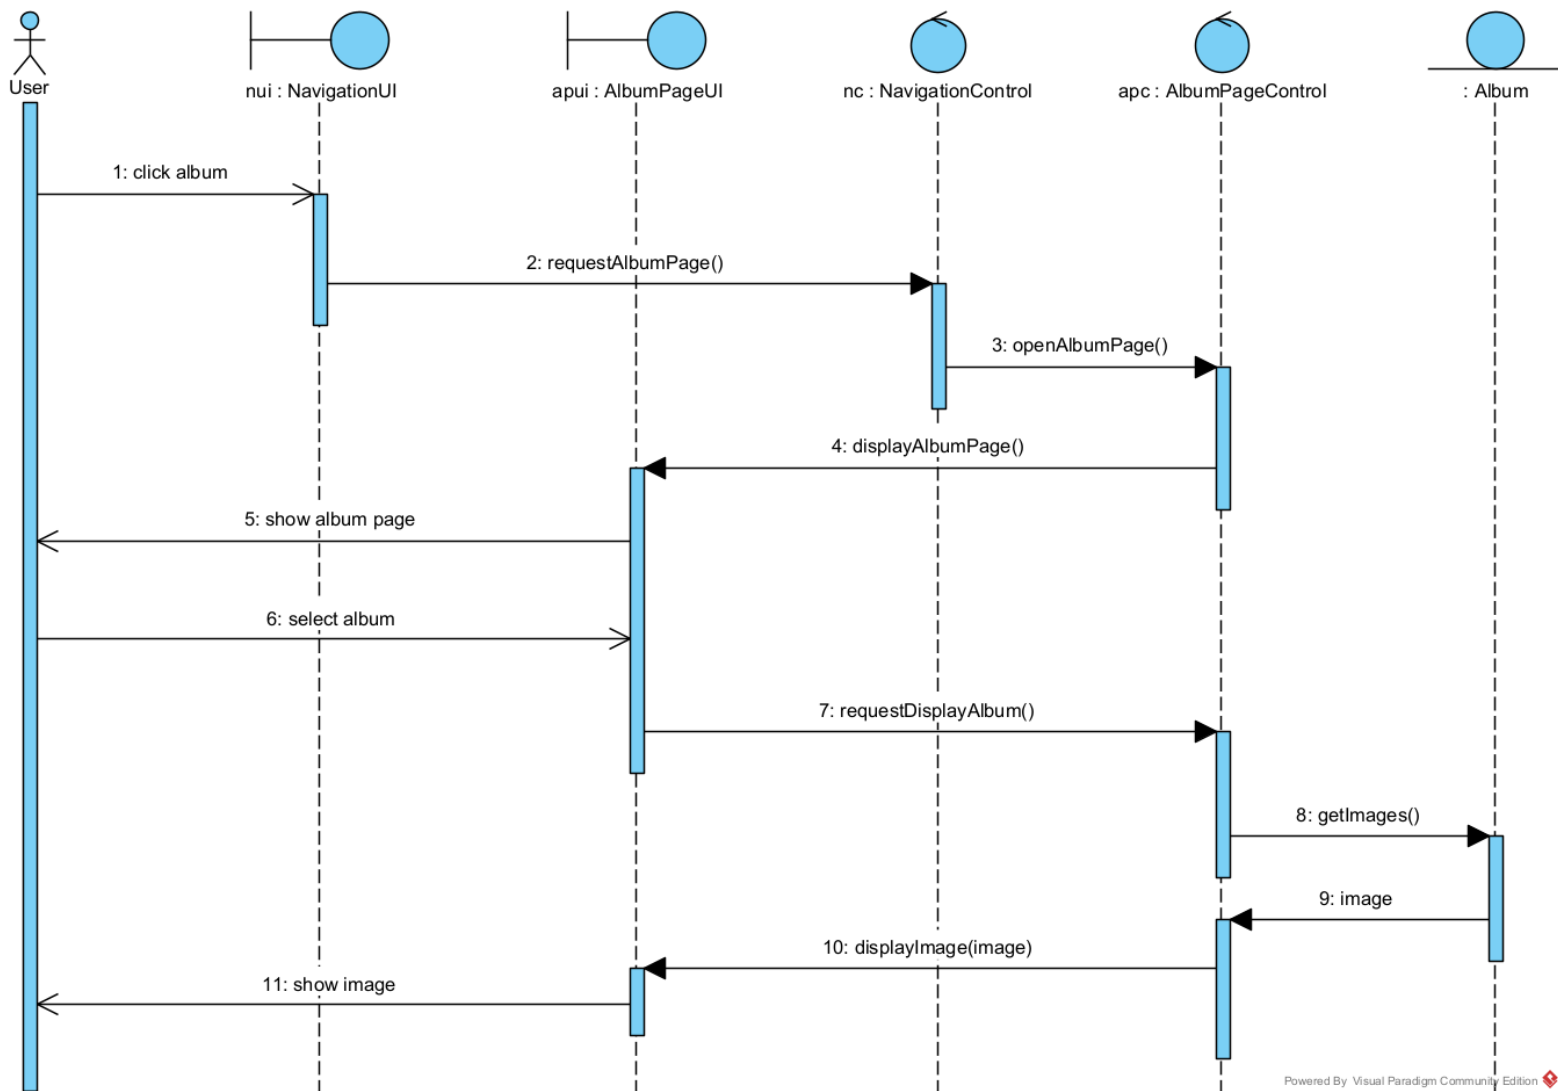 User
nui : NavigationUI
apui : AlbumPageUI
nc : NavigationControl
apc : AlbumPageControl
: Album
1: click album
2: requestAlbumPage()
3: openAlbumPage()
4: displayAlbumPage()
5: show album page
6: select album
7: requestDisplayAlbum()
8: getImages()
9: image
10: displayImage(image)
11: show image
Powered By Visual Paradigm Community Edition